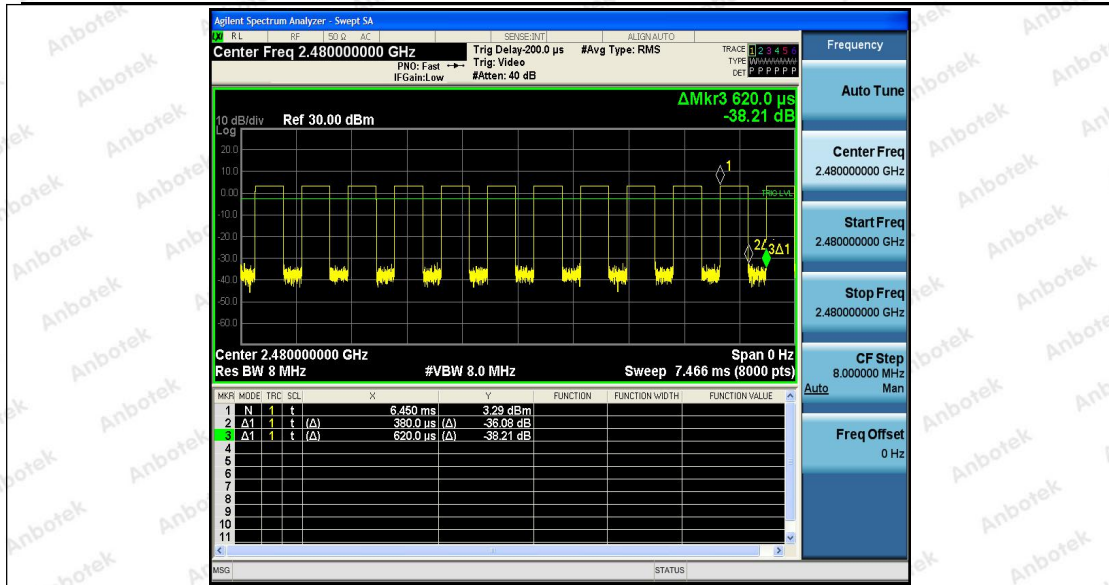 Agilent Spectrum Analyzer - Swept SA
RL RF 50 Ω AC SENSE:INT ALIGNAUTO
Center Freq 2.480000000 GHz
Trig Delay-200.0 µs #Avg Type: RMS
TRACE 1 2 3 4 5 6
PNO: Fast
Trig: Video
TYPE
IFGain:Low
#Atten: 40 dB
DET P P P P P P
ΔMkr3 620.0 µs
-38.21 dB
10 dB/div Ref 30.00 dBm
Log
20.0
10.0
0.00
-10.0
-20.0
-30.0
-40.0
-50.0
-60.0
1
TRIG LVL
3Δ1
Center 2.480000000 GHz Span 0 Hz
Res BW 8 MHz #VBW 8.0 MHz Sweep 7.466 ms (8000 pts)
MKR MODE TRC SCL X Y FUNCTION FUNCTION WIDTH FUNCTION VALUE
1 N 1 t 6.450 ms 3.29 dBm
2 Δ1 1 t (Δ) 380.0 µs (Δ) -36.08 dB
3 Δ1 1 t (Δ) 620.0 µs (Δ) -38.21 dB
4
5
6
7
8
9
10
11
MSG STATUS
Frequency
Auto Tune
Center Freq
2.480000000 GHz
Start Freq
2.480000000 GHz
Stop Freq
2.480000000 GHz
CF Step
8.000000 MHz
Auto Man
Freq Offset
0 Hz
Anbotek